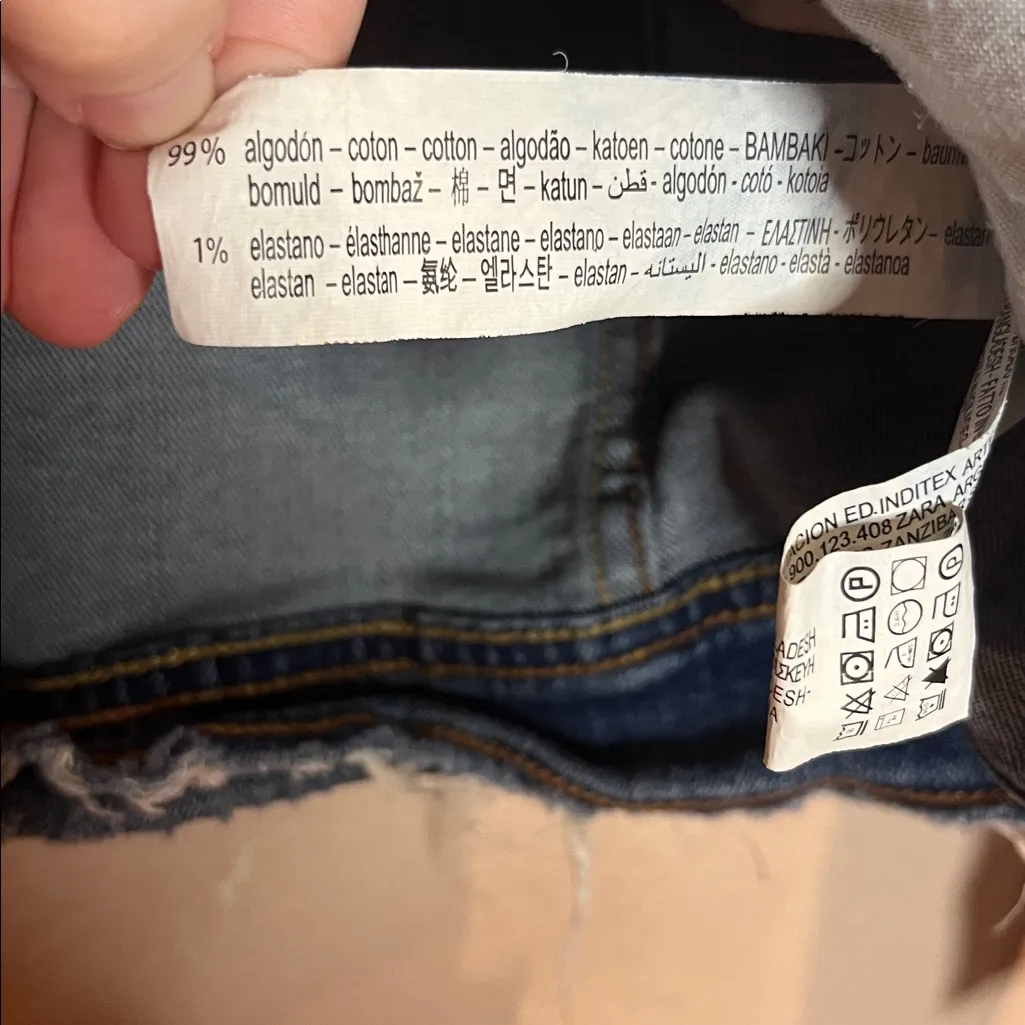 99% algodón – coton – cotton – algodão – katoen – cotone – BAMBAKI -コットン –
bomuld – bombaž – 棉 – 면 – katun – قطن - algodón - cotó - kotoia
1% elastano – élasthanne – elastane – elastano – elastaan - elastan – ΕΛΑΣΤΙΝΗ - ポリウレタン – elastan
elastan – elastan – 氨纶 – 엘라스탄 – elastan – اليستانه - elastano - elastà - elastanoa
ED.INDITEX
900.123.408 ZARA
P